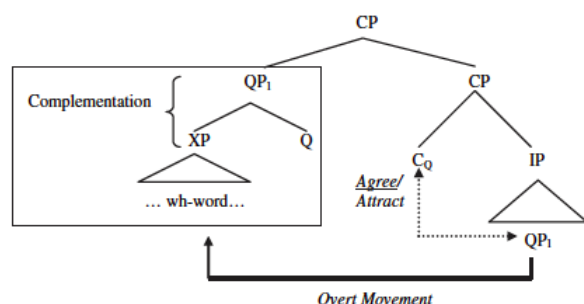 CP
QP1 CP
Complementation
XP Q CQ IP
Agree/
Attract
... wh-word...
QP1
Overt Movement